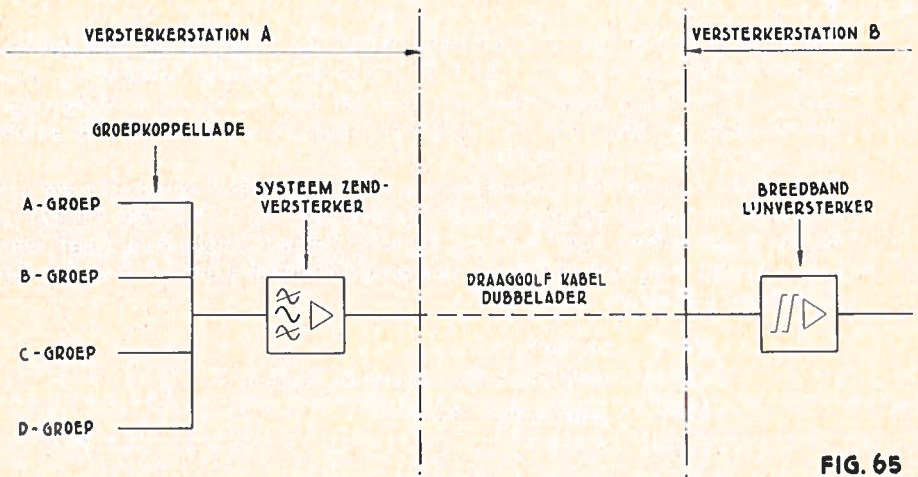 VERSTERKERSTATION A
VERSTERKERSTATION B
GROEPKOPPELLADE
SYSTEEM ZEND-
VERSTERKER
BREEDBAND
LIJNVERSTERKER
A-GROEP
B-GROEP
DRAAGGOLF KABEL
DUBBELADER
C-GROEP
D-GROEP
FIG. 65